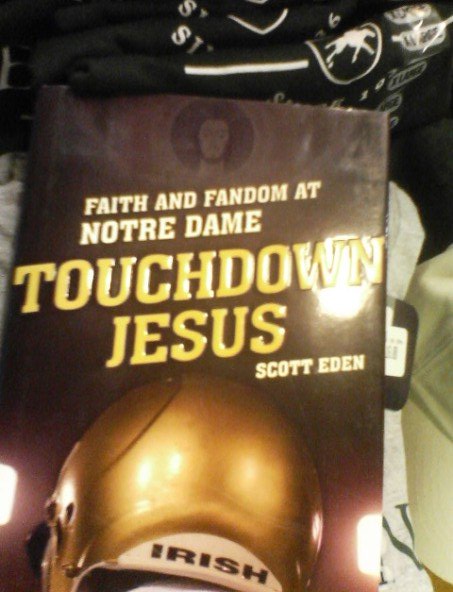 FAITH AND FANDOM AT
NOTRE DAME
TOUCHDOWN
JESUS
SCOTT EDEN
IRISH